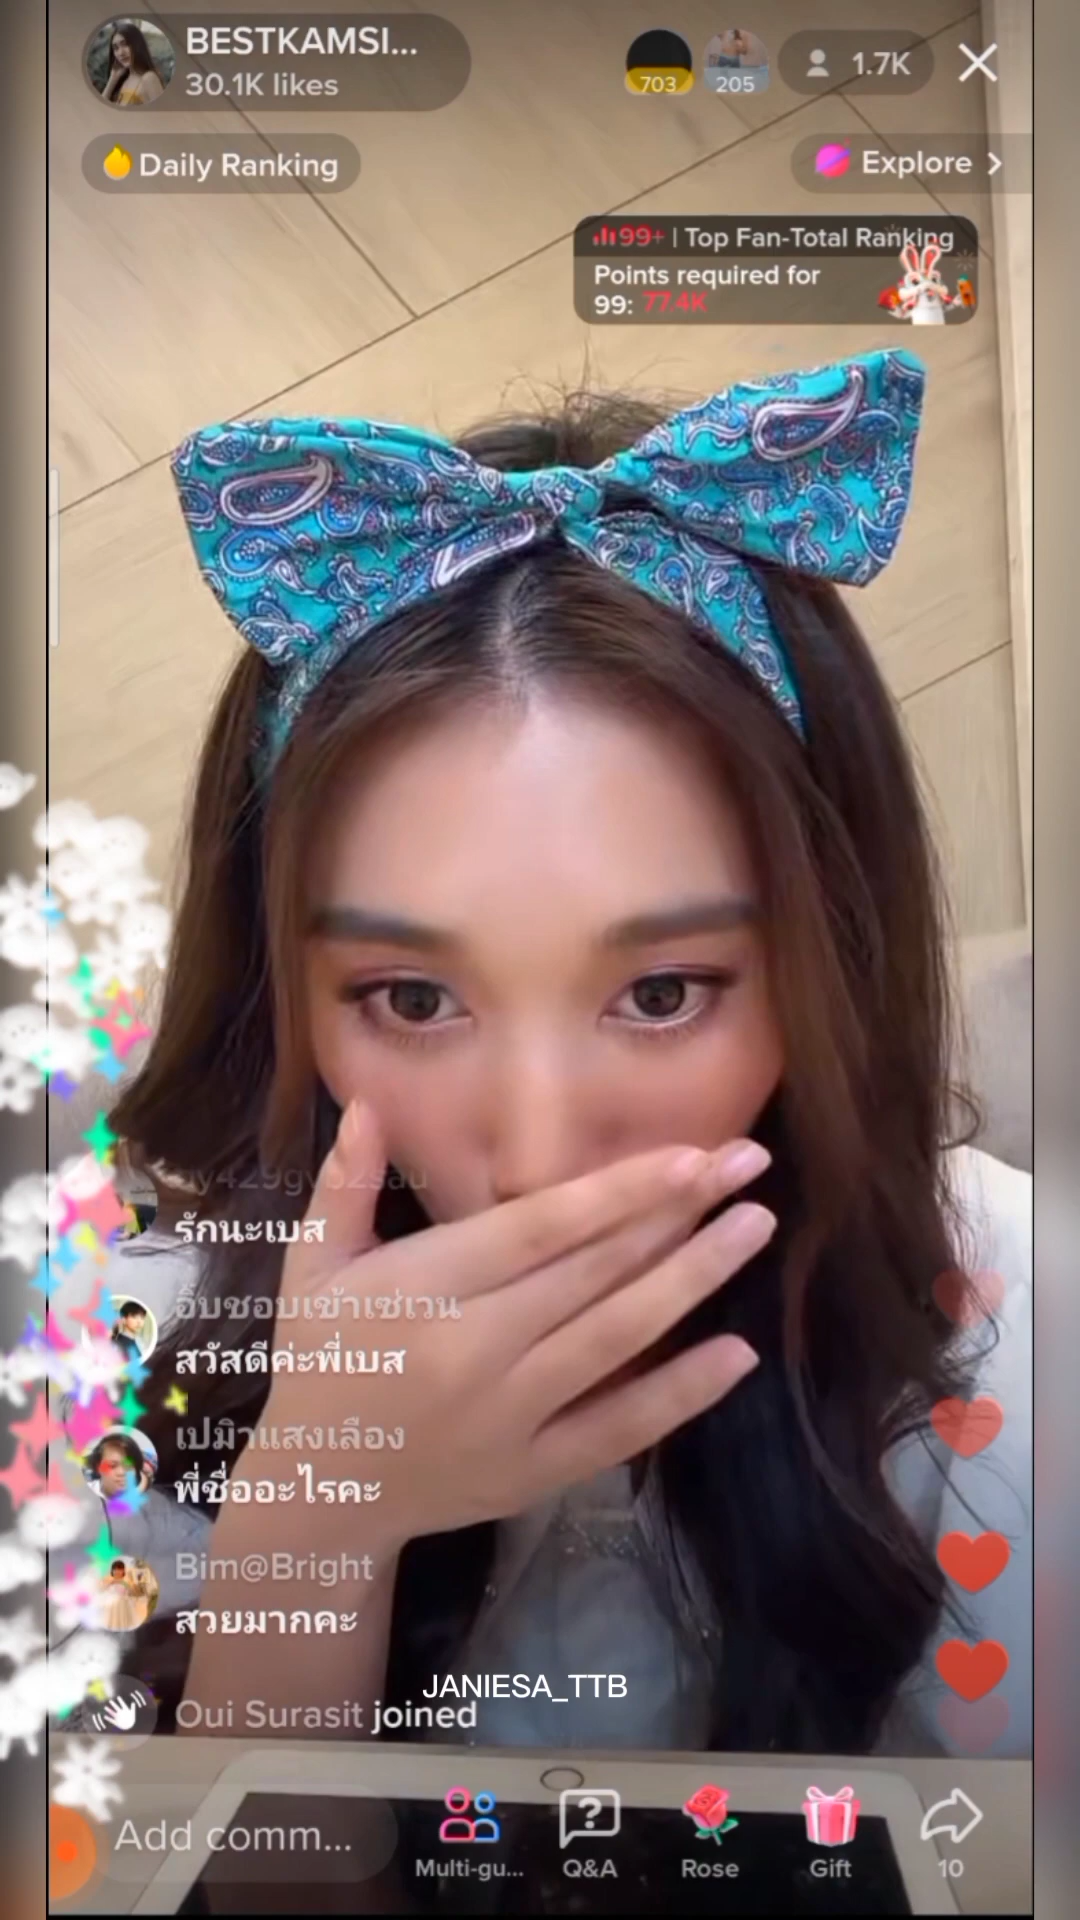 BESTKAMSI...
30.1K likes
703
205
1.7K
Daily Ranking
Explore
99+ | Top Fan-Total Ranking
Points required for
99: 77.4K
รักนะเบส
อิ้บชอบเข้าเซ่เวน
สวัสดีค่ะพี่เบส
เปมิาแสงเลือง
พี่ชื่ออะไรคะ
Bim@Bright
สวยมากคะ
JANIESA_TTB
Oui Surasit joined
Add comm...
Multi-gu...
Q&A
Rose
Gift
10